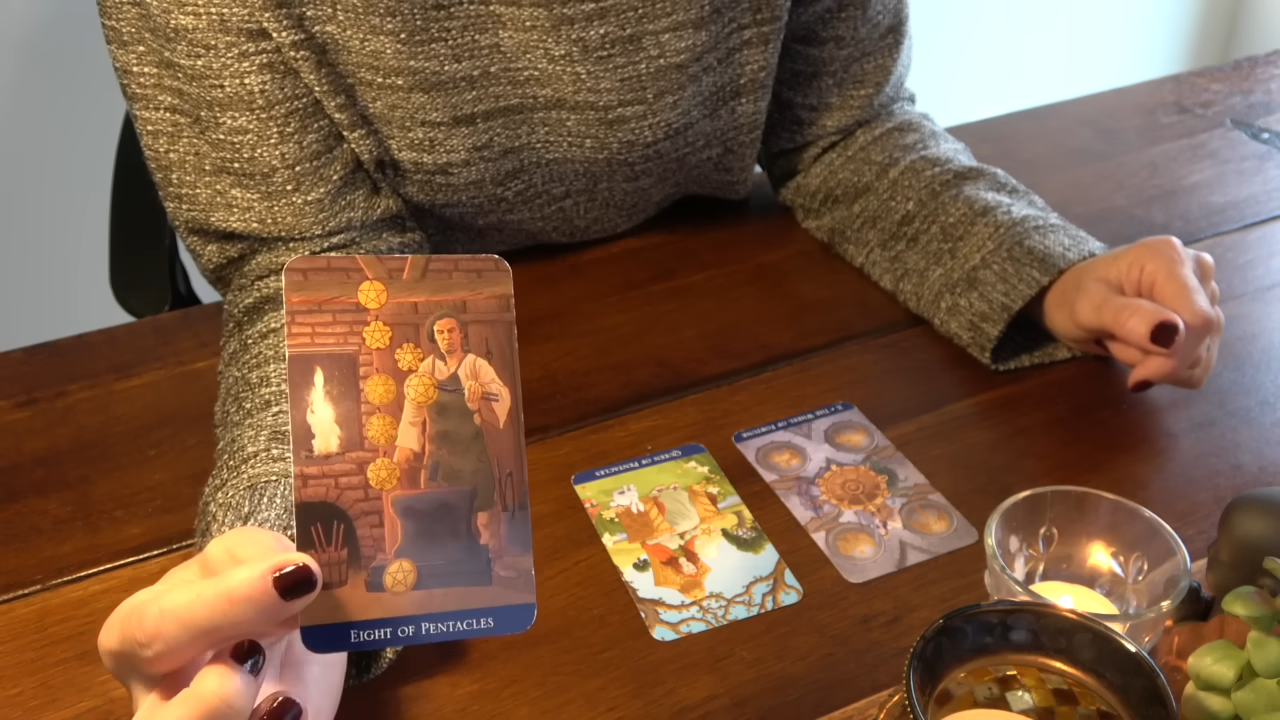 EIGHT OF PENTACLES
QUEEN OF PENTACLES
X • THE WHEEL OF FORTUNE